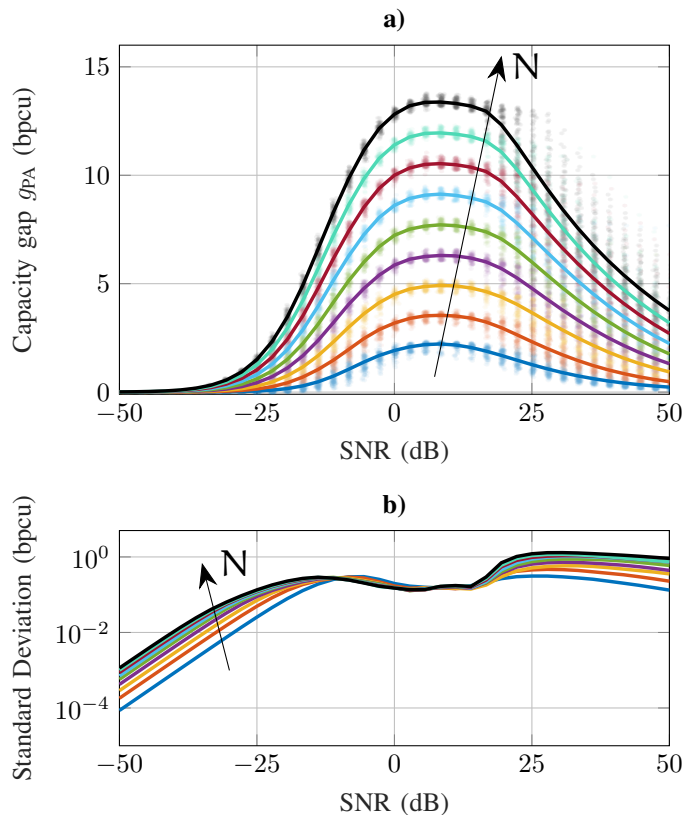 a)
15
10
5
0
Capacity gap gPA (bpcu)
N
−50 −25 0 25 50
SNR (dB)
b)
10^0
10^−2
10^−4
Standard Deviation (bpcu)
N
−50 −25 0 25 50
SNR (dB)